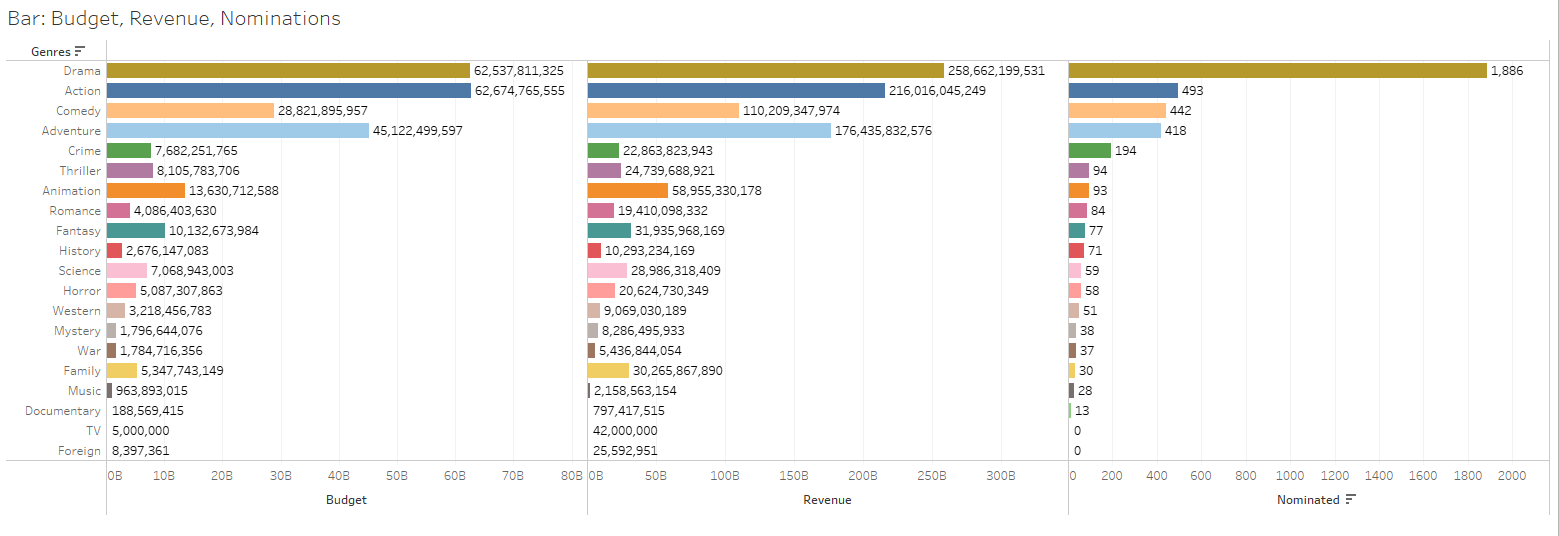 Bar: Budget, Revenue, Nominations
Genres
Drama 62,537,811,325 258,662,199,531 1,886
Action 62,674,765,555 216,016,045,249 493
Comedy 28,821,895,957 110,209,347,974 442
Adventure 45,122,499,597 176,435,832,576 418
Crime 7,682,251,765 22,863,823,943 194
Thriller 8,105,783,706 24,739,688,921 94
Animation 13,630,712,588 58,955,330,178 93
Romance 4,086,403,630 19,410,098,332 84
Fantasy 10,132,673,984 31,935,968,169 77
History 2,676,147,083 10,293,234,169 71
Science 7,068,943,003 28,986,318,409 59
Horror 5,087,307,863 20,624,730,349 58
Western 3,218,456,783 9,069,030,189 51
Mystery 1,796,644,076 8,286,495,933 38
War 1,784,716,356 5,436,844,054 37
Family 5,347,743,149 30,265,867,890 30
Music 963,893,015 2,158,563,154 28
Documentary 188,569,415 797,417,515 13
TV 5,000,000 42,000,000 0
Foreign 8,397,361 25,592,951 0
0B 10B 20B 30B 40B 50B 60B 70B 80B 0B 50B 100B 150B 200B 250B 300B 0 200 400 600 800 1000 1200 1400 1600 1800 2000
Budget Revenue Nominated